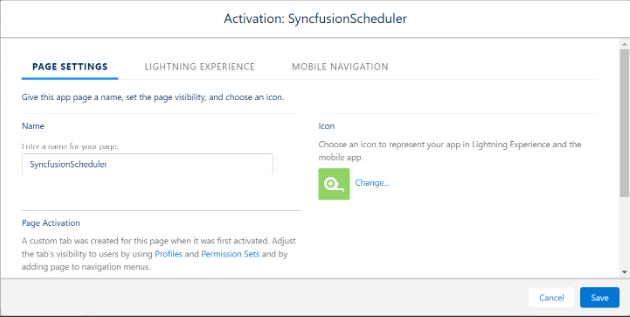 Activation: SyncfusionScheduler
PAGE SETTINGS
LIGHTNING EXPERIENCE
MOBILE NAVIGATION
Give this app page a name, set the page visibility, and choose an icon.
Name
Enter a name for your page.
SyncfusionScheduler
Icon
Choose an icon to represent your app in Lightning Experience and the
mobile app.
Change...
Page Activation
A custom tab was created for this page when it was first activated. Adjust
the tab's visibility to users by using Profiles and Permission Sets and by
adding page to navigation menus.
Cancel
Save